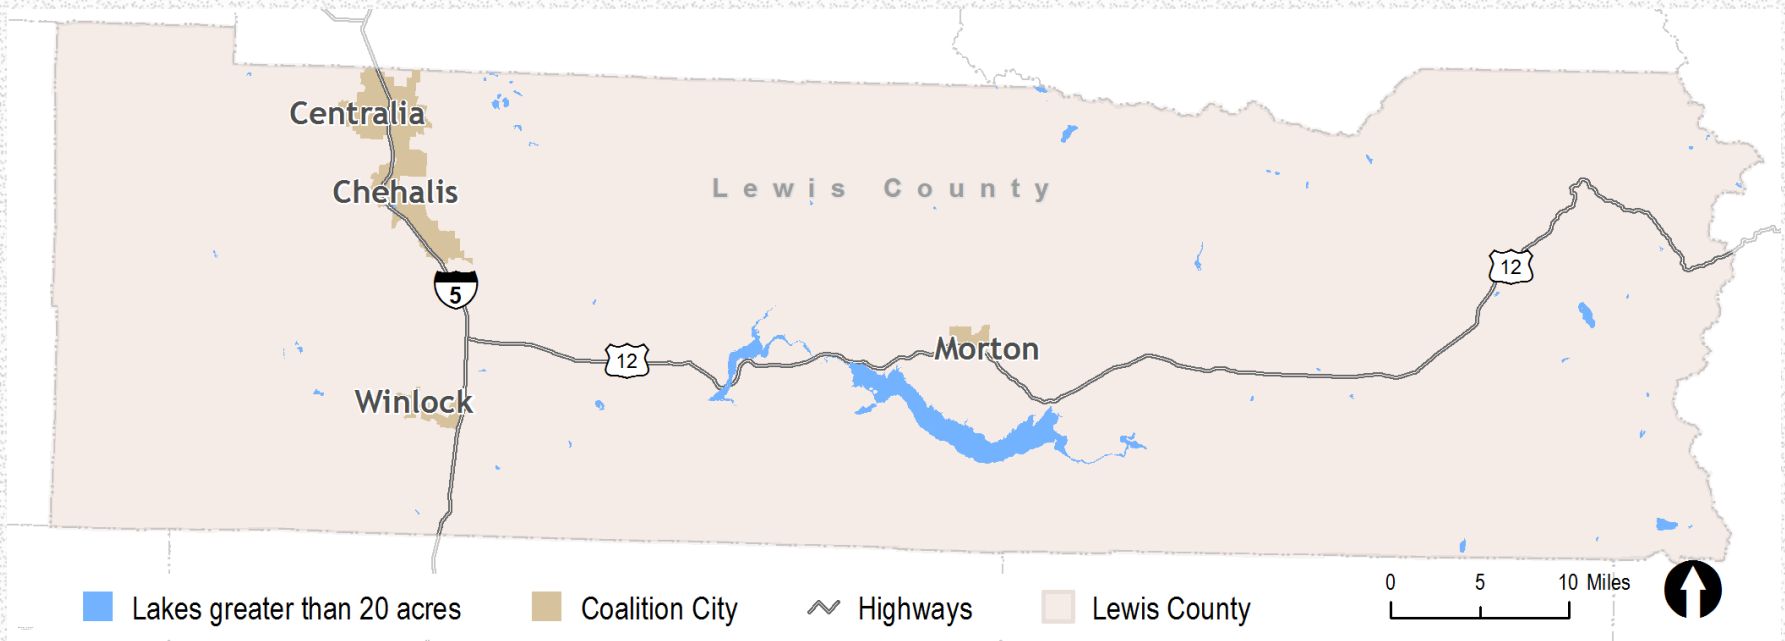 Centralia
Chehalis
Lewis County
5
12
12
Morton
Winlock
Lakes greater than 20 acres
Coalition City
Highways
Lewis County
0 5 10 Miles